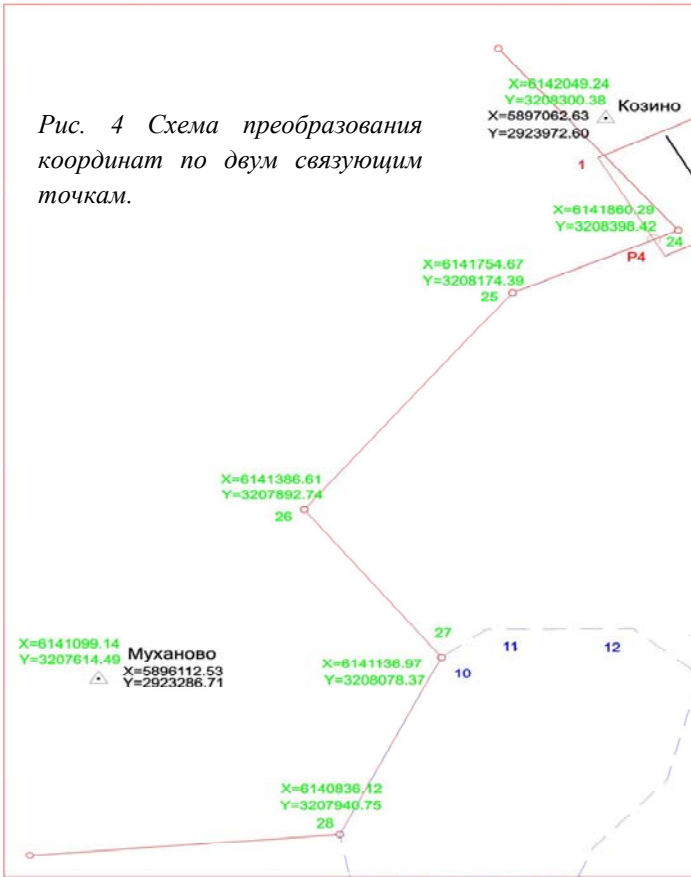 X=6142049.24
Y=3208300.38
Козино
X=5897062.63
Y=2923972.60
Рис. 4 Схема преобразования
координат по двум связующим
точкам.
1
X=6141860.29
Y=3208398.42
24
P4
X=6141754.67
Y=3208174.39
25
X=6141386.61
Y=3207892.74
26
27
X=6141099.14
Y=3207614.49
Муханово
X=5896112.53
Y=2923286.71
11
12
X=6141136.97
Y=3208078.37
10
X=6140836.12
Y=3207940.75
28